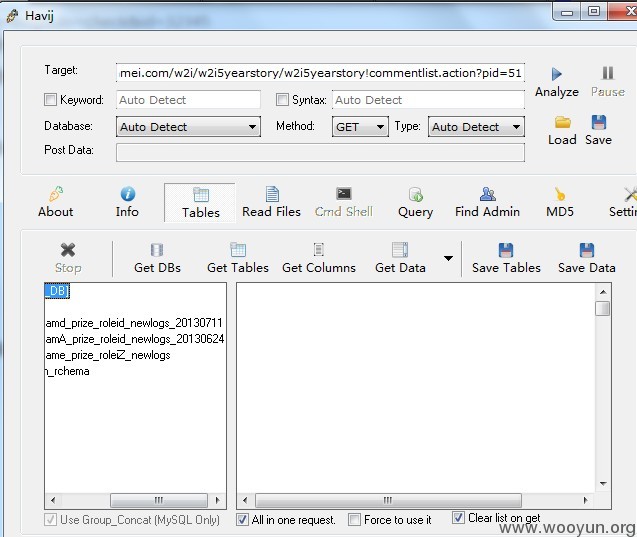 Havij
Target: mei.com/w2i/w2i5yearstory/w2i5yearstory!commentlist.action?pid=51
Analyze Pause
Keyword: Auto Detect Syntax: Auto Detect
Database: Auto Detect Method: GET Type: Auto Detect
Load Save
Post Data:
About Info Tables Read Files Cmd Shell Query Find Admin MD5 Settin
Stop Get DBs Get Tables Get Columns Get Data Save Tables Save Data
_DB)
amd_prize_roleid_newlogs_20130711
amA_prize_roleid_newlogs_20130624
ame_prize_roleiZ_newlogs
_rchema
Use Group_Concat (MySQL Only) All in one request. Force to use it Clear list on get
www.wooyun.org